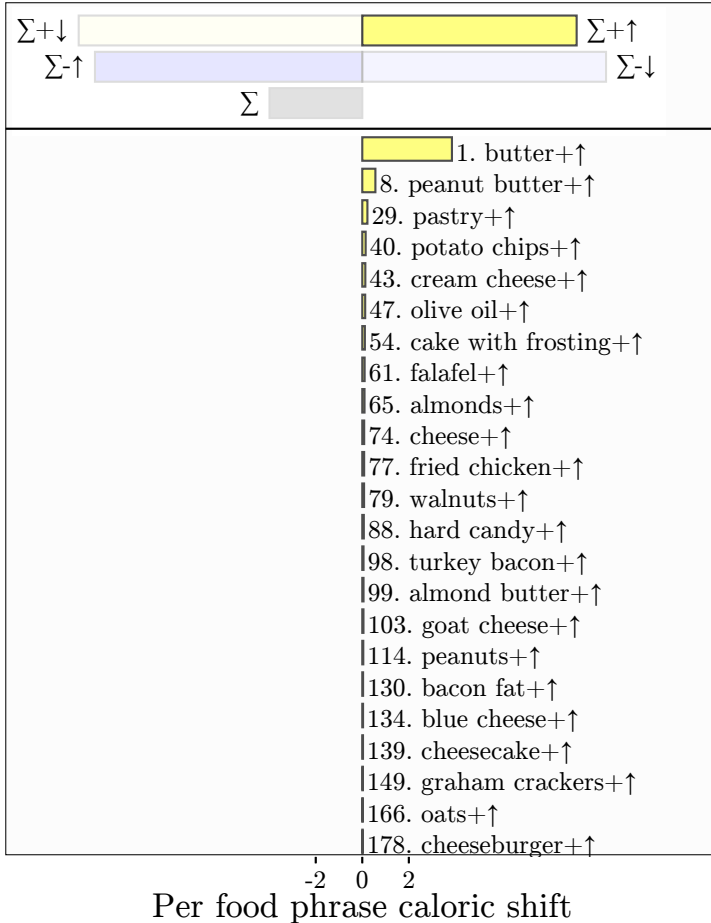 ∑+↓ ∑+↑
∑-↑ ∑-↓
∑
1. butter+↑
8. peanut butter+↑
29. pastry+↑
40. potato chips+↑
43. cream cheese+↑
47. olive oil+↑
54. cake with frosting+↑
61. falafel+↑
65. almonds+↑
74. cheese+↑
77. fried chicken+↑
79. walnuts+↑
88. hard candy+↑
98. turkey bacon+↑
99. almond butter+↑
103. goat cheese+↑
114. peanuts+↑
130. bacon fat+↑
134. blue cheese+↑
139. cheesecake+↑
149. graham crackers+↑
166. oats+↑
178. cheeseburger+↑
-2 0 2
Per food phrase caloric shift